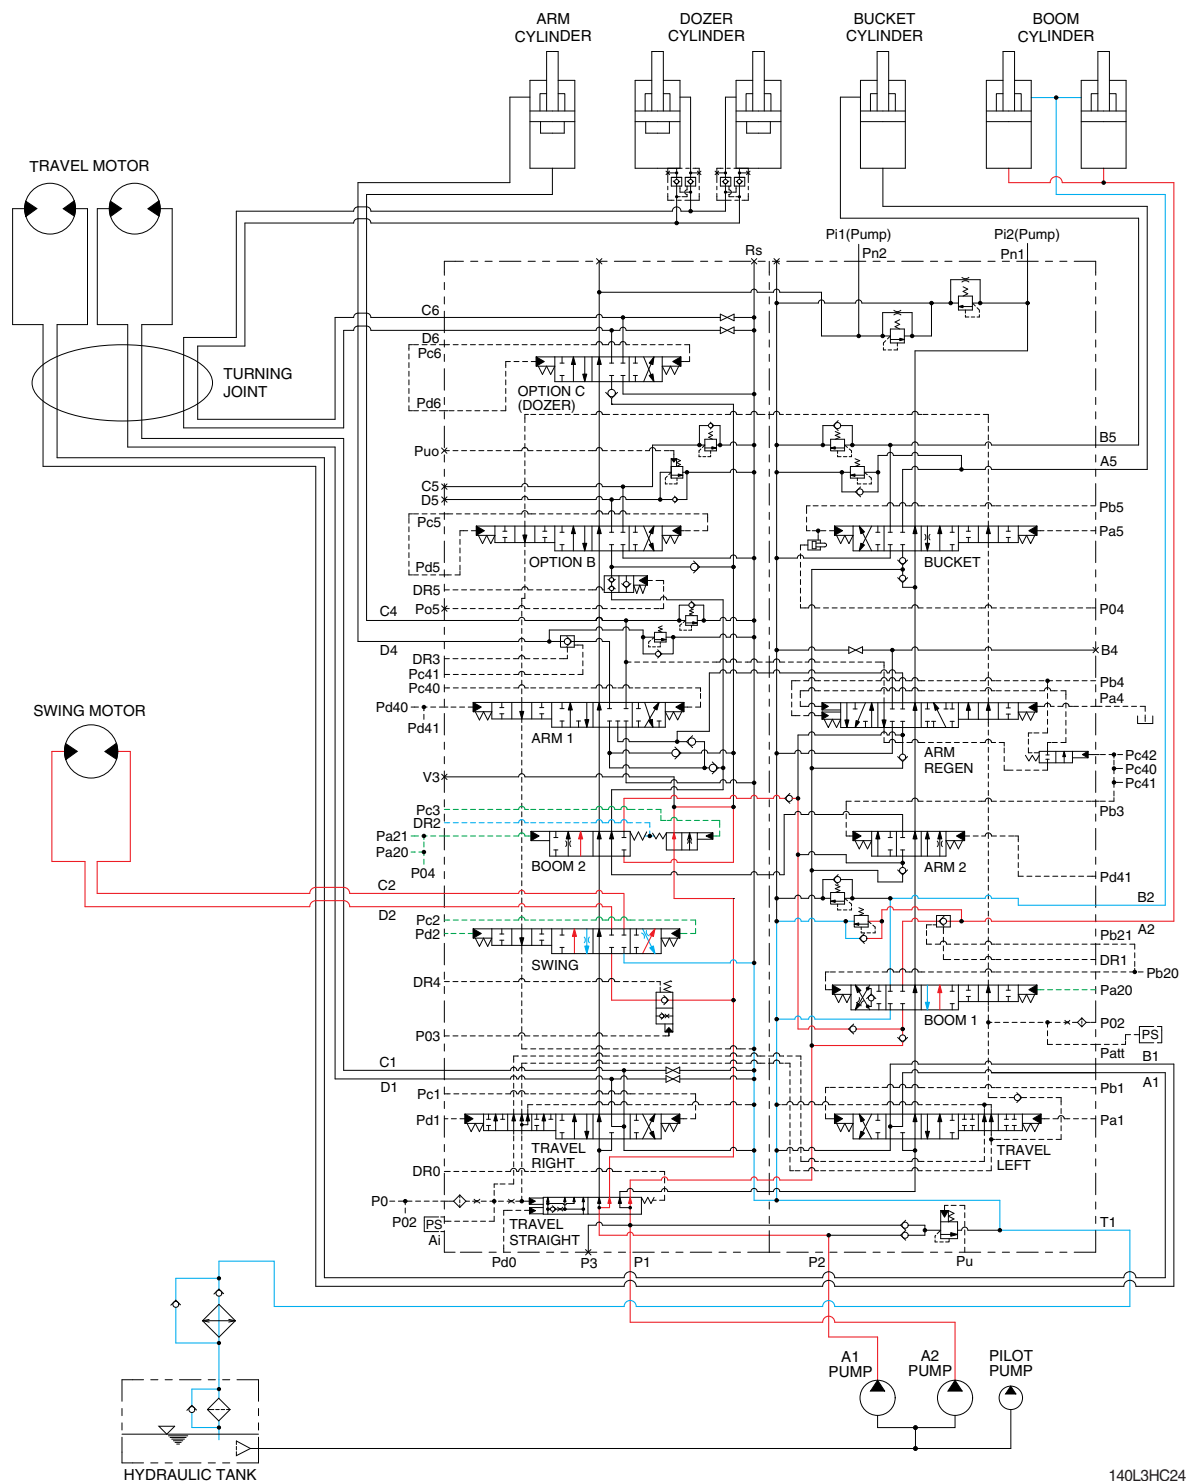 ARM
CYLINDER
DOZER
CYLINDER
BUCKET
CYLINDER
BOOM
CYLINDER
TRAVEL MOTOR
TURNING
JOINT
Rs
Pi1(Pump)
Pn2
Pi2(Pump)
Pn1
C6
D6
Pc6
Pd6
OPTION C
(DOZER)
Puo
C5
D5
Pc5
Pd5
OPTION B
DR5
Po5
C4
D4
DR3
Pc41
Pc40
Pd40
Pd41
ARM 1
B5
A5
Pb5
Pa5
BUCKET
P04
B4
Pb4
Pa4
ARM
REGEN
Pc42
Pc40
Pc41
Pb3
SWING MOTOR
V3
Pc3
DR2
Pa21
Pa20
P04
BOOM 2
ARM 2
Pd41
C2
D2
Pc2
Pd2
SWING
B2
A2
Pb21
DR1
Pb20
Pa20
BOOM 1
DR4
P03
P02
PS
Patt
C1
D1
Pc1
Pd1
TRAVEL
RIGHT
B1
A1
Pb1
Pa1
TRAVEL
LEFT
DR0
P0
P02
PS
Ai
TRAVEL
STRAIGHT
T1
Pd0
P3
P1
P2
Pu
A1
PUMP
A2
PUMP
PILOT
PUMP
HYDRAULIC TANK
140L3HC24